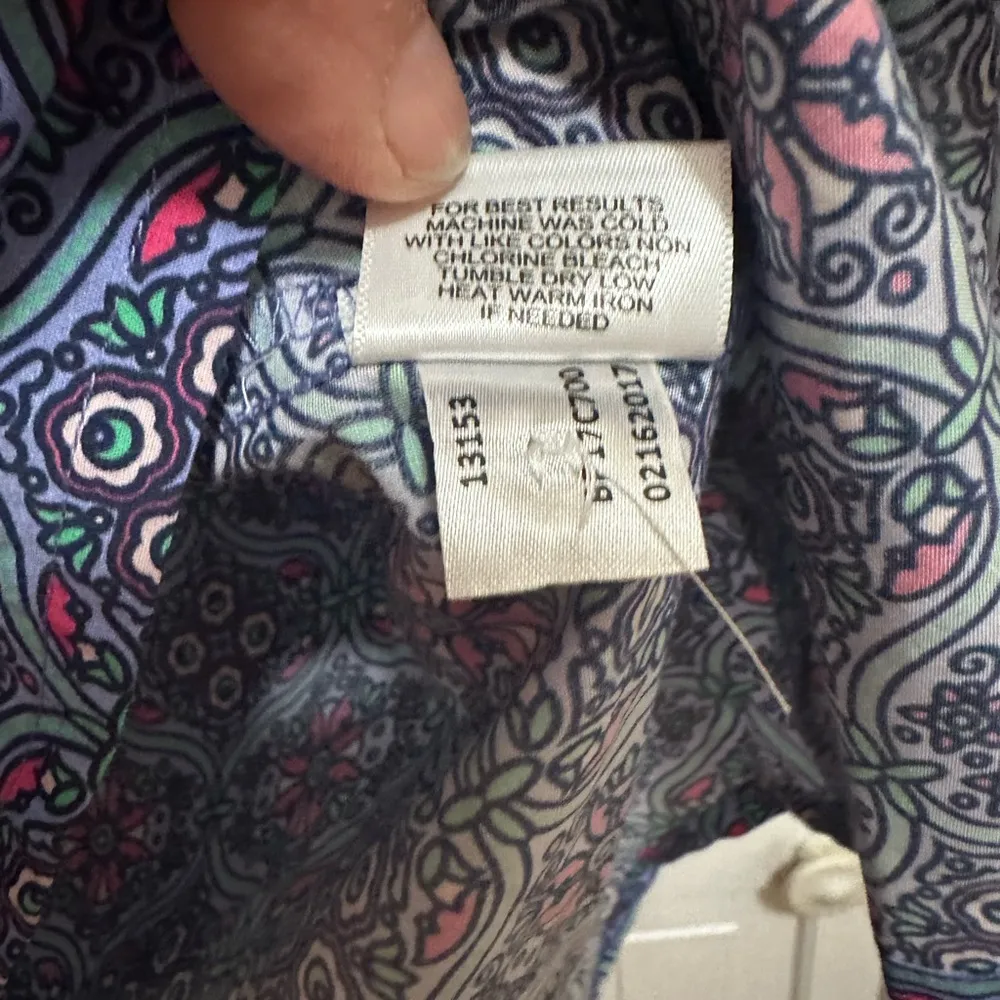 FOR BEST RESULTS
MACHINE WAS COLD
WITH LIKE COLORS NON
CHLORINE BLEACH
TUMBLE DRY LOW
HEAT WARM IRON
IF NEEDED
13153
17C700
02162017